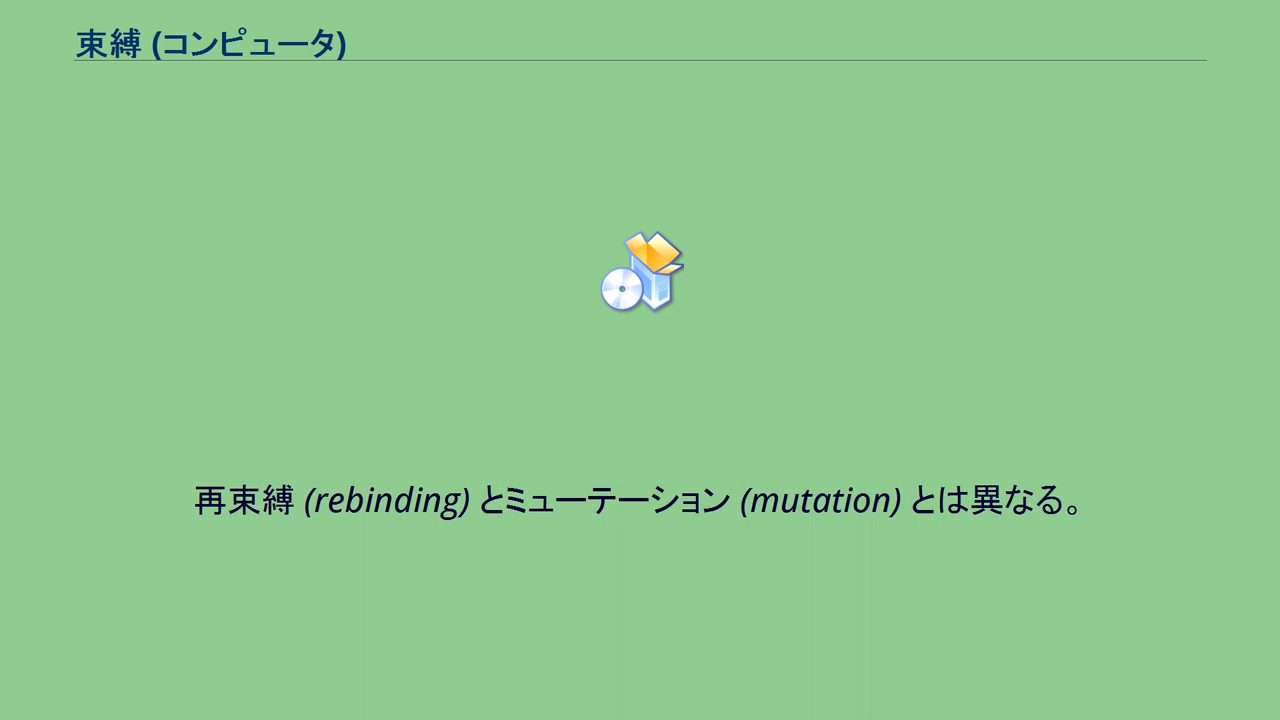 束縛 (コンピュータ)
再束縛 (rebinding) とミューテーション (mutation) とは異なる。